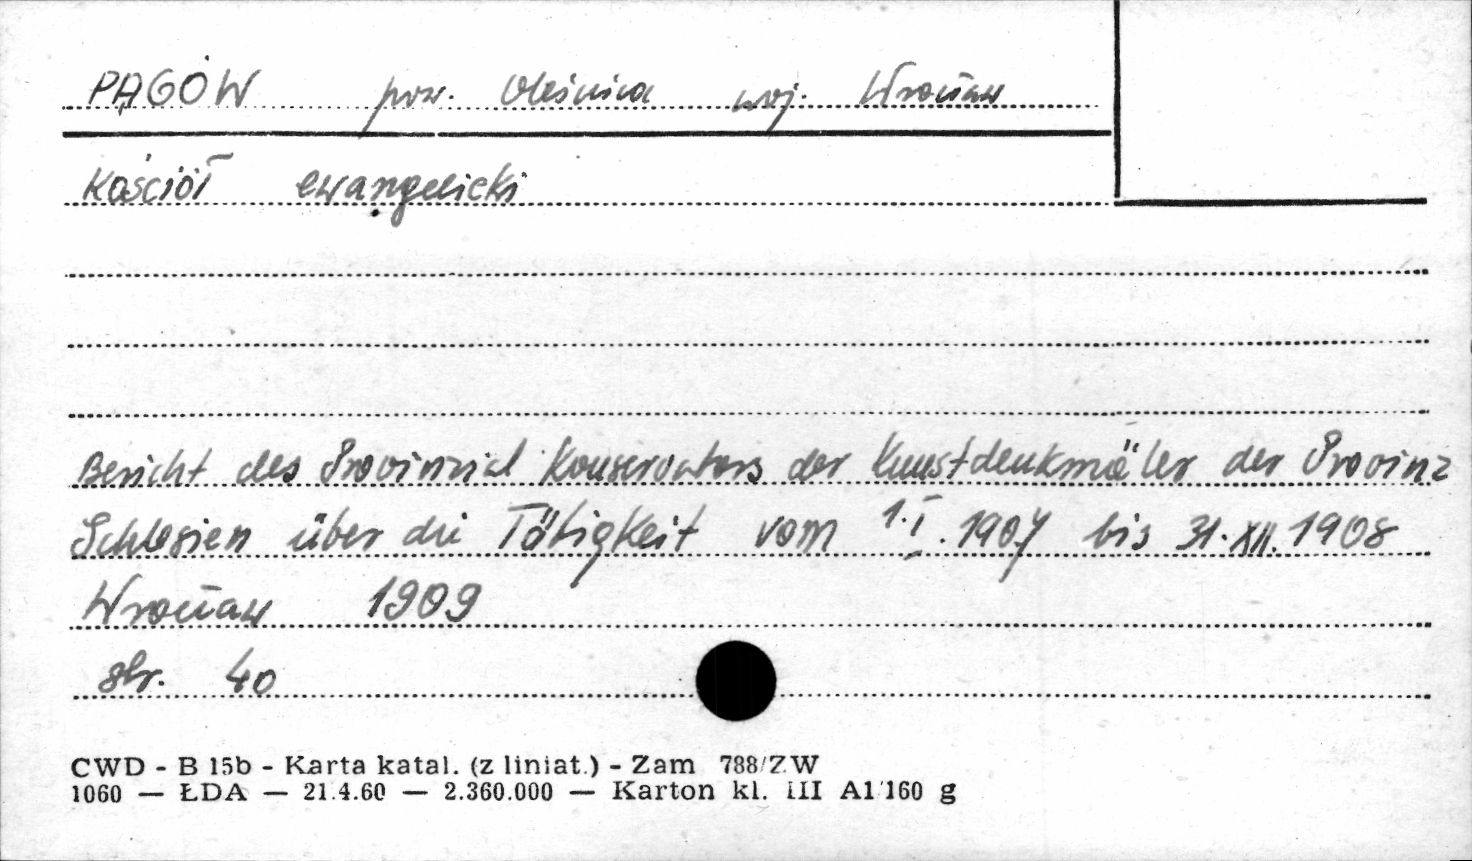 PĄGÓW pow. Oleśnica woj. Wrocław
Kościół ewangelicki
Bericht des Provinzial Konservators der Kunstdenkmäler der Provinz
Schlesien über die Tätigkeit vom 1.I.1907 bis 31.XII.1908
Wrocław 1909
str. 40
CWD - B 15b - Karta katal. (z liniat.) - Zam 788/ZW
1060 — ŁDA — 21.4.60 — 2.360.000 — Karton kl. III A1/160 g